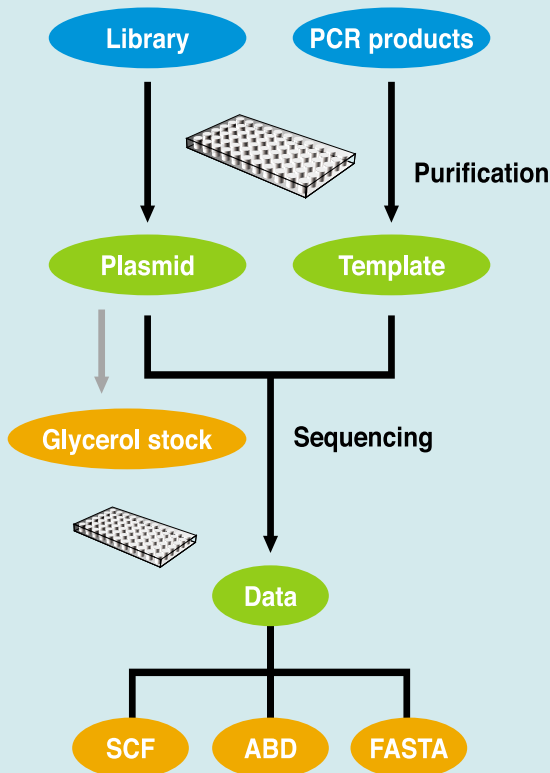 Library
PCR products
Purification
Plasmid
Template
Glycerol stock
Sequencing
Data
SCF
ABD
FASTA